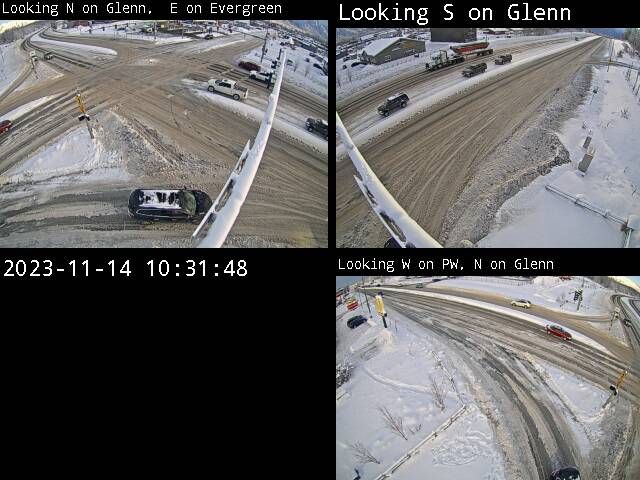 Looking N on Glenn,  E on Evergreen
Looking S on Glenn
2023-11-14 10:31:48
Looking W on PW, N on Glenn